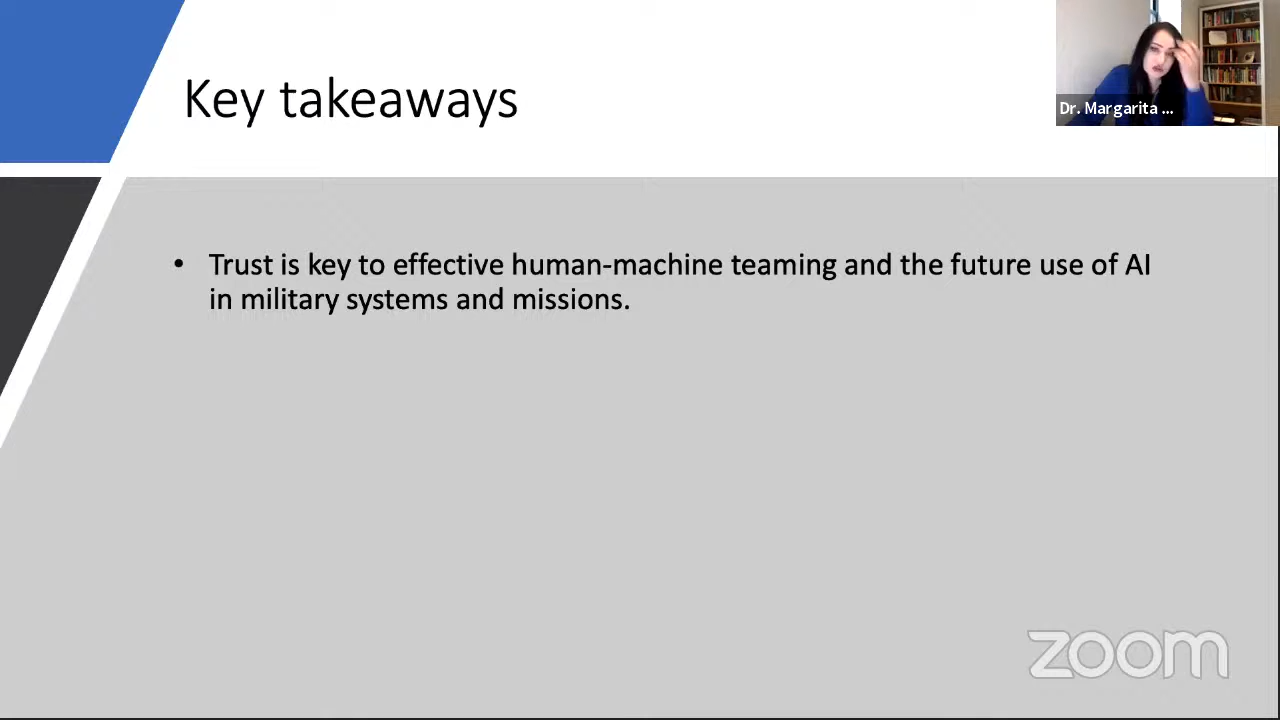 Key takeaways
Dr. Margarita ...
• Trust is key to effective human-machine teaming and the future use of AI
in military systems and missions.
zoom